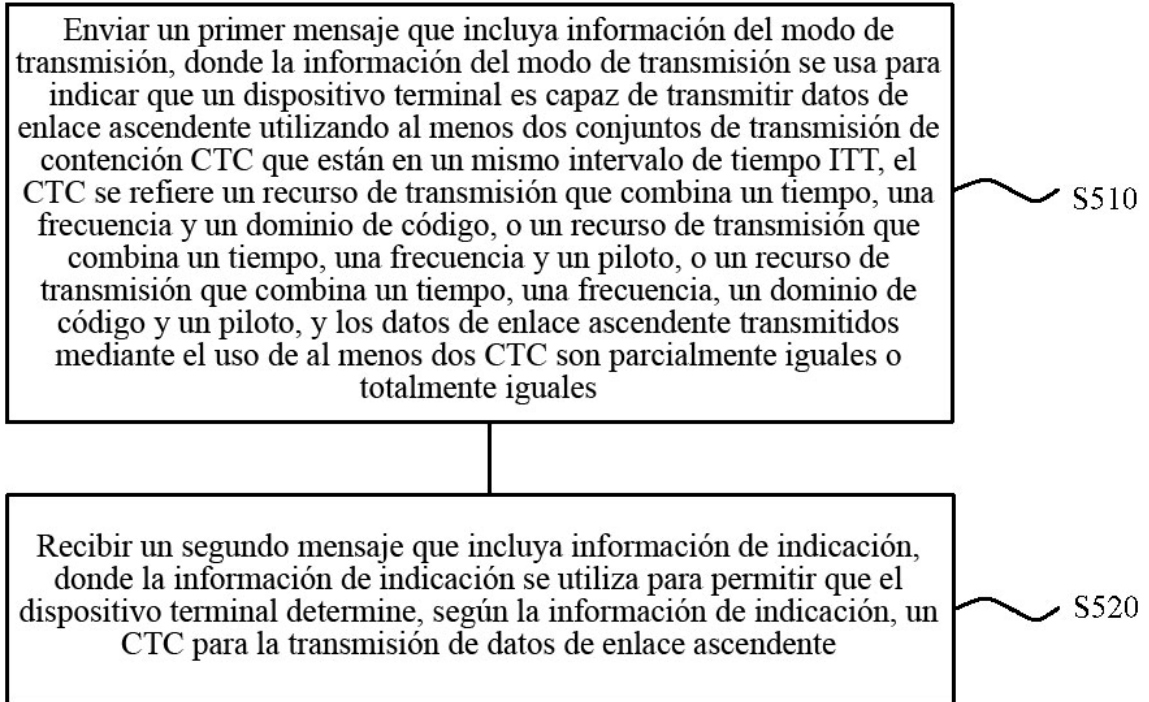 Enviar un primer mensaje que incluya información del modo de
transmisión, donde la información del modo de transmisión se usa para
indicar que un dispositivo terminal es capaz de transmitir datos de
enlace ascendente utilizando al menos dos conjuntos de transmisión de
contención CTC que están en un mismo intervalo de tiempo ITT, el
CTC se refiere un recurso de transmisión que combina un tiempo, una
frecuencia y un dominio de código, o un recurso de transmisión que
combina un tiempo, una frecuencia y un piloto, o un recurso de
transmisión que combina un tiempo, una frecuencia, un dominio de
código y un piloto, y los datos de enlace ascendente transmitidos
mediante el uso de al menos dos CTC son parcialmente iguales o
totalmente iguales
S510
Recibir un segundo mensaje que incluya información de indicación,
donde la información de indicación se utiliza para permitir que el
dispositivo terminal determine, según la información de indicación, un
CTC para la transmisión de datos de enlace ascendente
S520